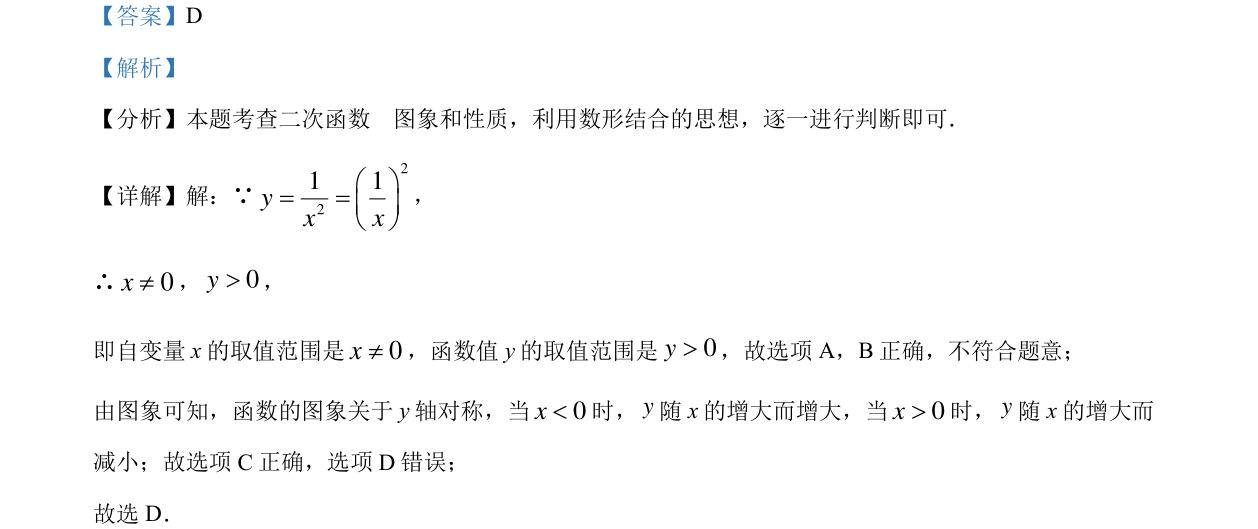 【答案】D
【解析】
【分析】本题考查二次函数 图象和性质，利用数形结合的思想，逐一进行判断即可．
【详解】解：∵ $y=\frac{1}{x^2}=\left(\frac{1}{x}\right)^2$，
∴ x≠0，y>0，
即自变量 x 的取值范围是 x≠0，函数值 y 的取值范围是 y>0，故选项 A，B 正确，不符合题意；
由图象可知，函数的图象关于 y 轴对称，当 x<0 时，y 随 x 的增大而增大，当 x>0 时，y 随 x 的增大而
减小；故选项 C 正确，选项 D 错误；
故选 D．